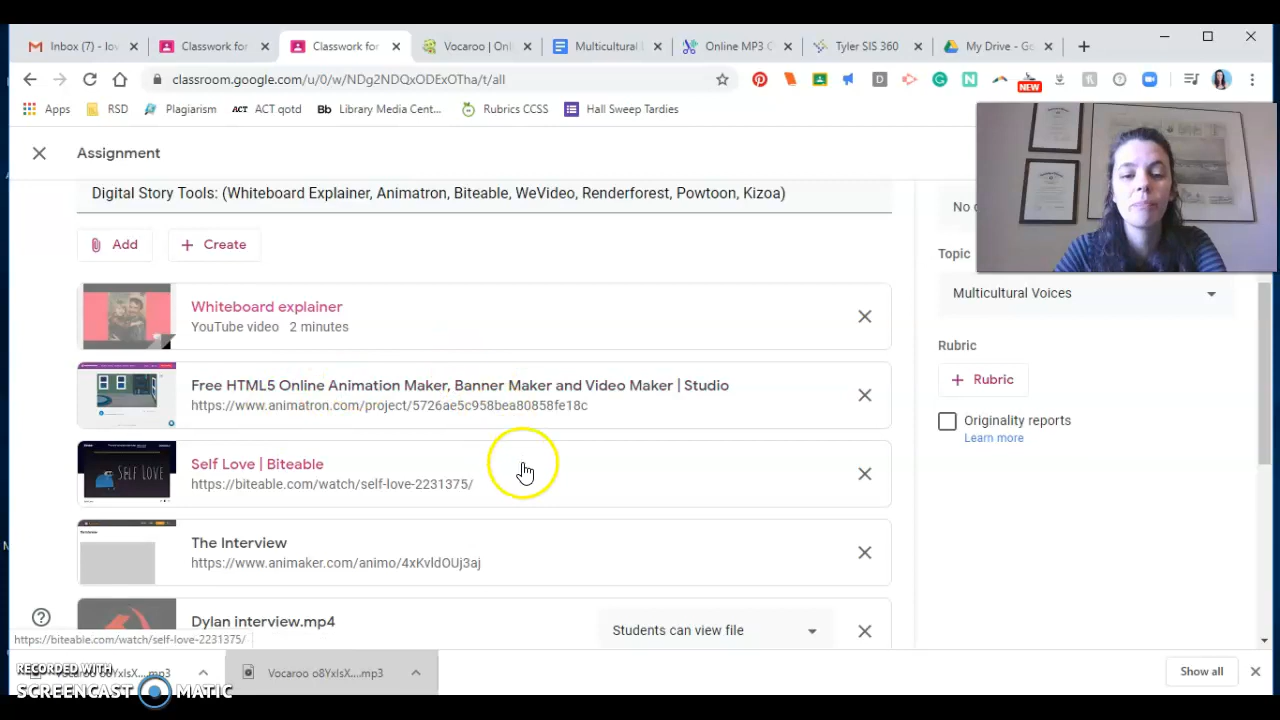 Inbox (7) - lov
Classwork for
Classwork for
Vocaroo | Onl
Multicultural
Online MP3 C
Tyler SIS 360
My Drive - Go
classroom.google.com/u/0/w/NDg2NDQxODExOTha/t/all
NEW
Apps
RSD
Plagiarism
ACT ACT qotd
Bb Library Media Cent...
Rubrics CCSS
Hall Sweep Tardies
Assignment
Digital Story Tools: (Whiteboard Explainer, Animatron, Biteable, WeVideo, Renderforest, Powtoon, Kizoa)
Add
Create
Whiteboard explainer
YouTube video 2 minutes
Free HTML5 Online Animation Maker, Banner Maker and Video Maker | Studio
https://www.animatron.com/project/5726ae5c958bea80858fe18c
SELF LOVE
Self Love | Biteable
https://biteable.com/watch/self-love-2231375/
The Interview
https://www.animaker.com/animo/4xKvldOUj3aj
Dylan interview.mp4
Students can view file
No
Topic
Multicultural Voices
Rubric
Rubric
Originality reports
Learn more
https://biteable.com/watch/self-love-2231375/
Vocaroo o8YxlsX....mp3
Vocaroo o8YxlsX....mp3
Show all
RECORDED WITH
SCREENCAST MATIC